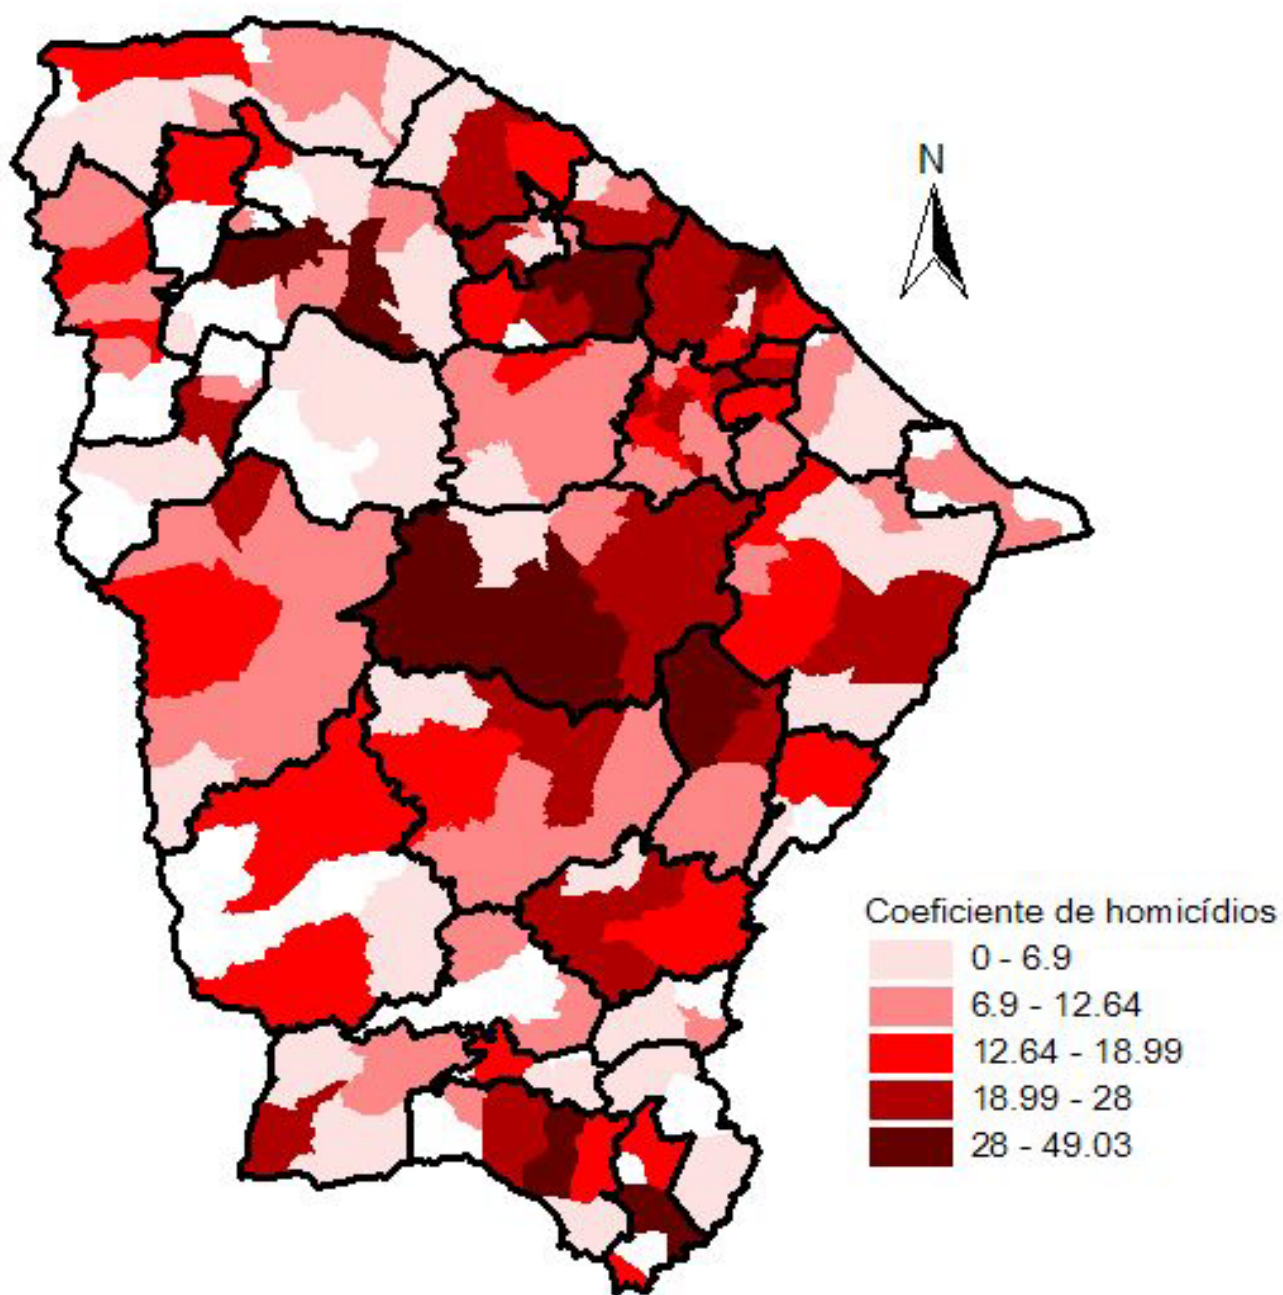 N
Coeficiente de homicídios
0 - 6.9
6.9 - 12.64
12.64 - 18.99
18.99 - 28
28 - 49.03